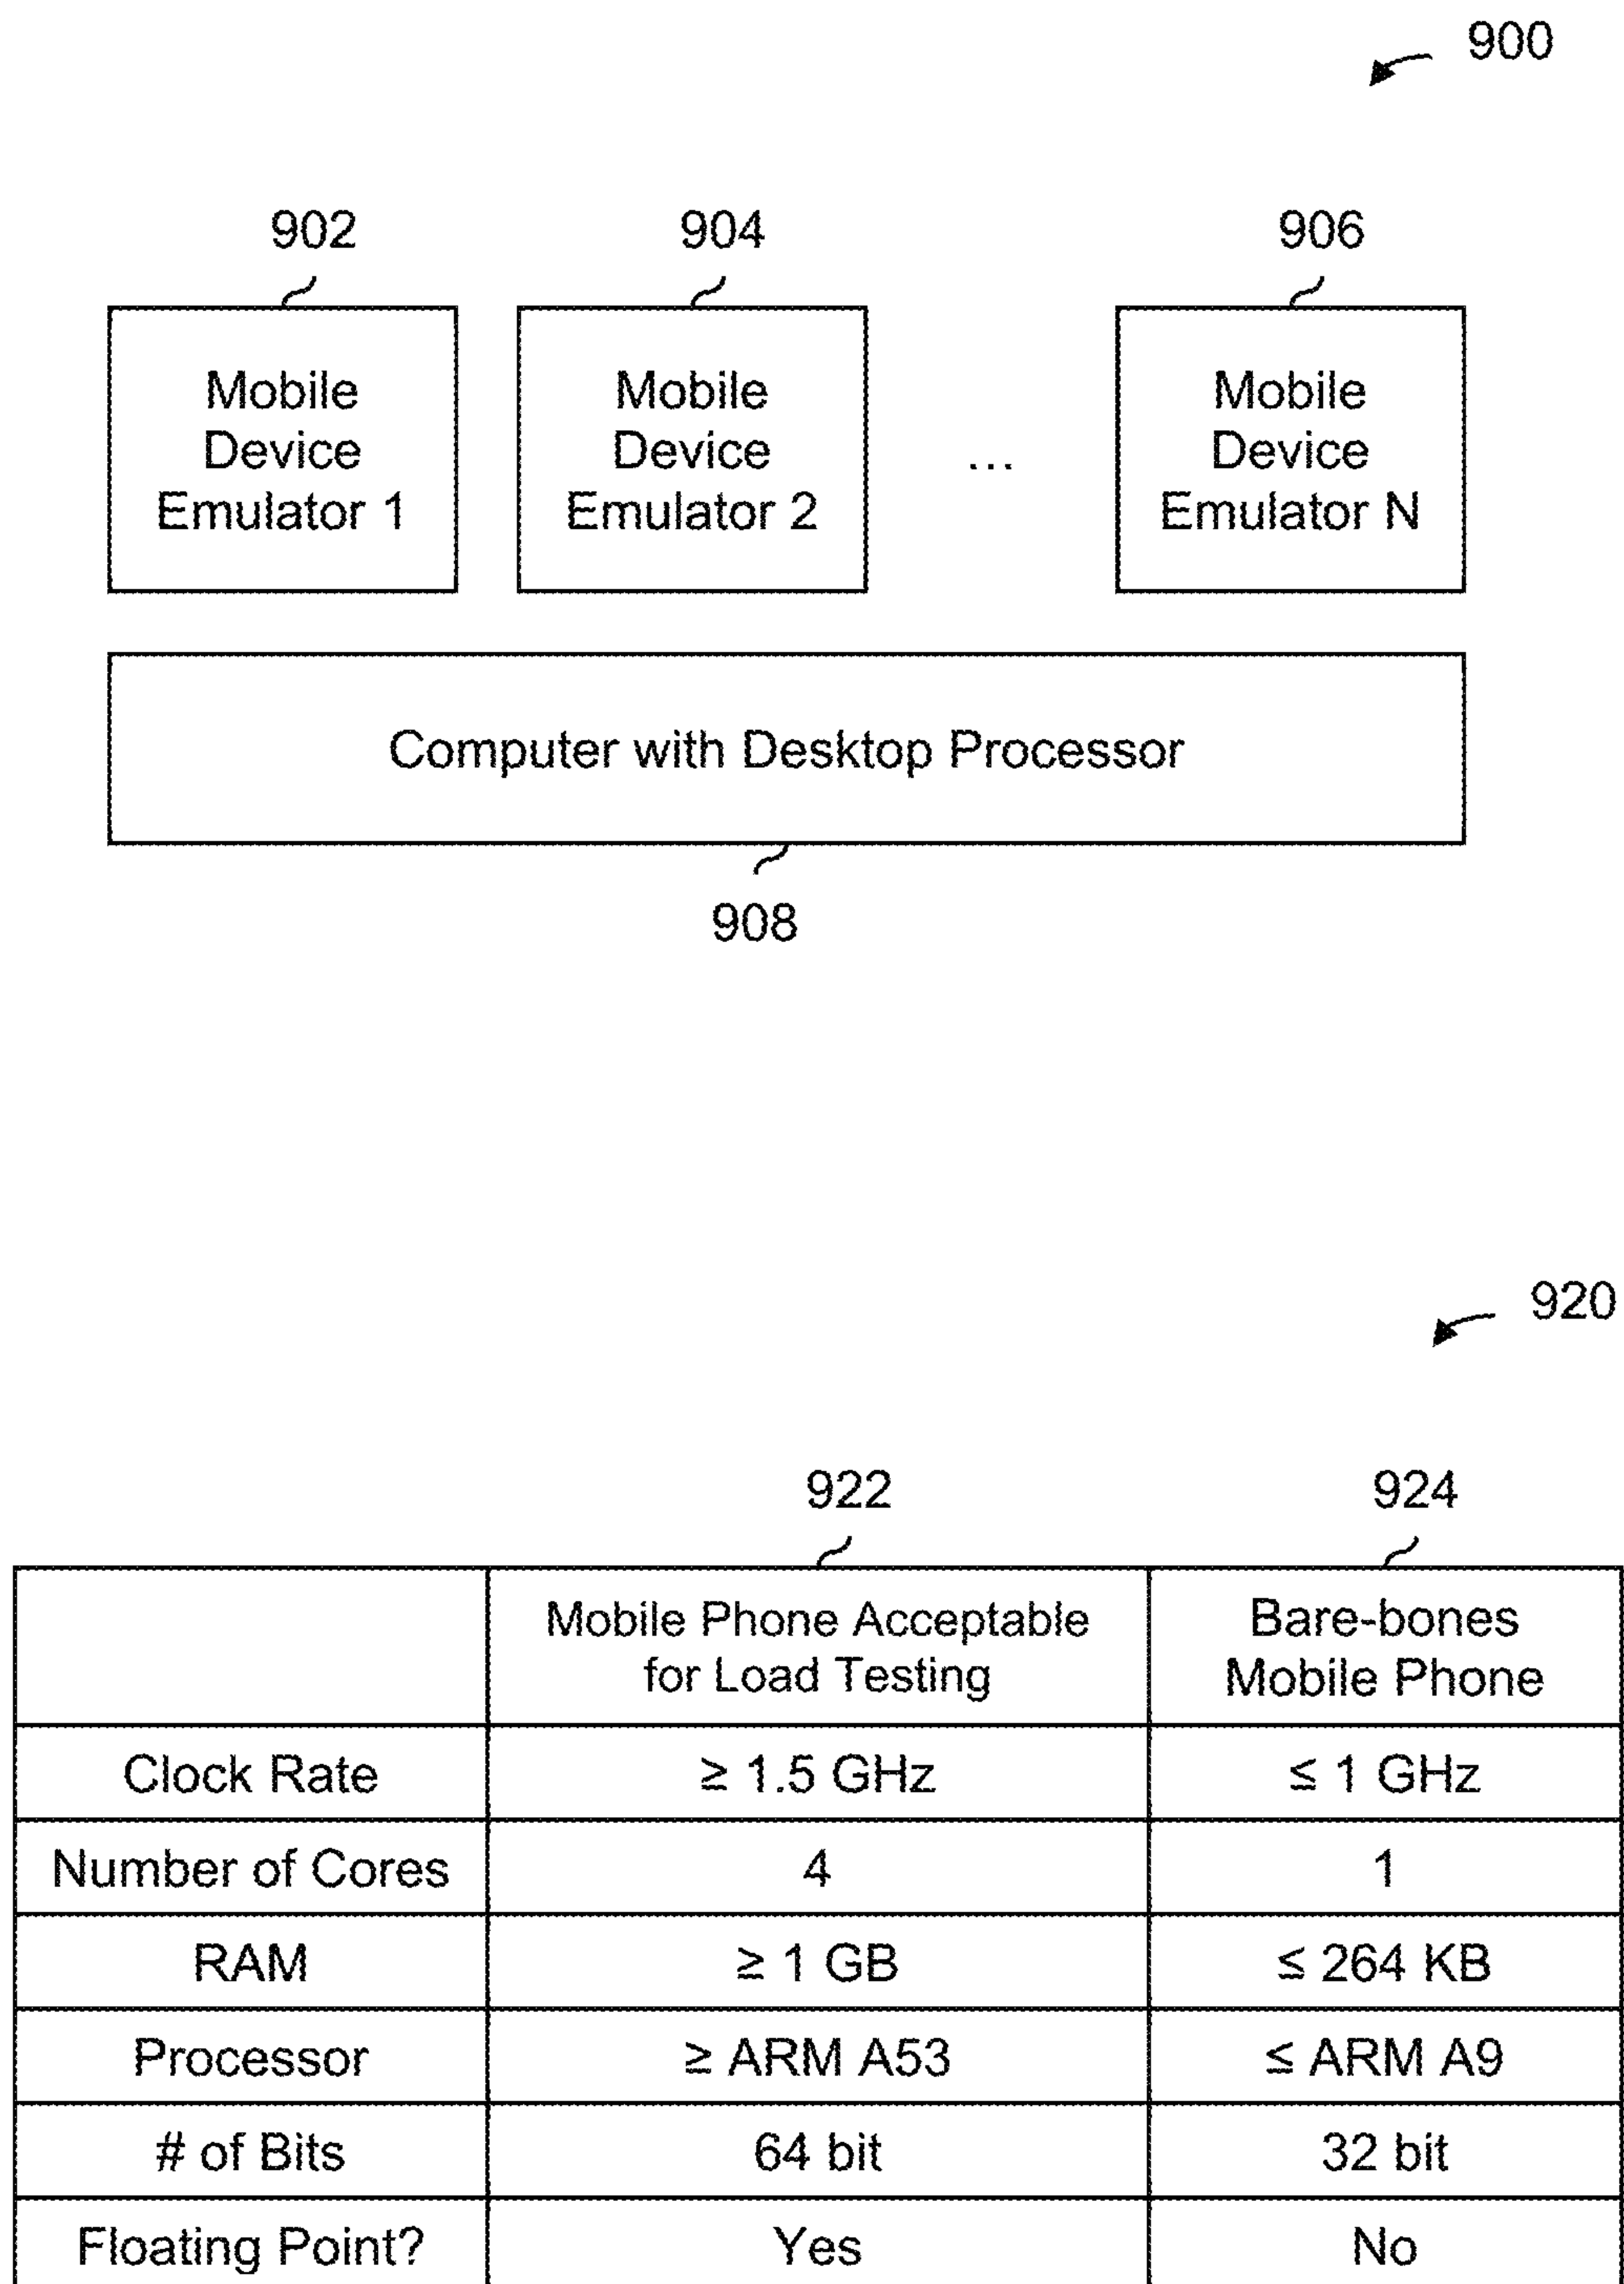 900
902 904 906
Mobile Device Emulator 1
Mobile Device Emulator 2
...
Mobile Device Emulator N
Computer with Desktop Processor
908
920
922 924
Mobile Phone Acceptable for Load Testing
Bare-bones Mobile Phone
Clock Rate ≥ 1.5 GHz ≤ 1 GHz
Number of Cores 4 1
RAM ≥ 1 GB ≤ 264 KB
Processor ≥ ARM A53 ≤ ARM A9
# of Bits 64 bit 32 bit
Floating Point? Yes No